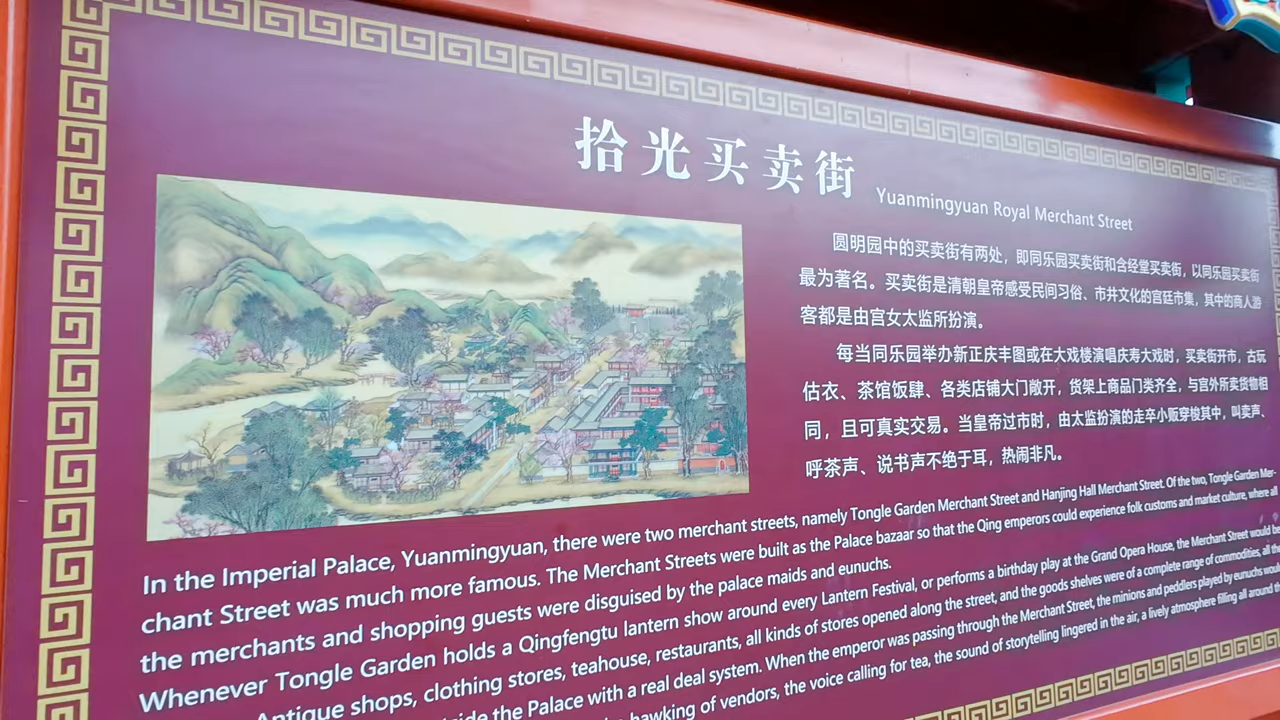 拾光买卖街
Yuanmingyuan Royal Merchant Street
圆明园中的买卖街有两处，即同乐园买卖街和含经堂买卖街，以同乐园买卖街
最为著名。买卖街是清朝皇帝感受民间习俗、市井文化的宫廷市集，其中的商人游
客都是由宫女太监所扮演。
每当同乐园举办新正庆丰图或在大戏楼演唱庆寿大戏时，买卖街开市，古玩
估衣、茶馆饭肆、各类店铺大门敞开，货架上商品门类齐全，与宫外所卖货物相
同，且可真实交易。当皇帝过市时，由太监扮演的走卒小贩穿梭其中，叫卖声、
呼茶声、说书声不绝于耳，热闹非凡。
In the Imperial Palace, Yuanmingyuan, there were two merchant streets, namely Tongle Garden Merchant Street and Hanjing Hall Merchant Street. Of the two, Tongle Garden Mer-
chant Street was much more famous. The Merchant Streets were built as the Palace bazaar so that the Qing emperors could experience folk customs and market culture, where all
the merchants and shopping guests were disguised by the palace maids and eunuchs.
Whenever Tongle Garden holds a Qingfengtu lantern show around every Lantern Festival, or performs a birthday play at the Grand Opera House, the Merchant Street would
Antique shops, clothing stores, teahouse, restaurants, all kinds of stores opened along the street, and the goods shelves were of a complete range of commodities, all
the Palace with a real deal system. When the emperor was passing through the Merchant Street, the minions and peddlers played by eunuchs
hawking of vendors, the voice calling for tea, the sound of storytelling lingered in the air, a lively atmosphere filling all around